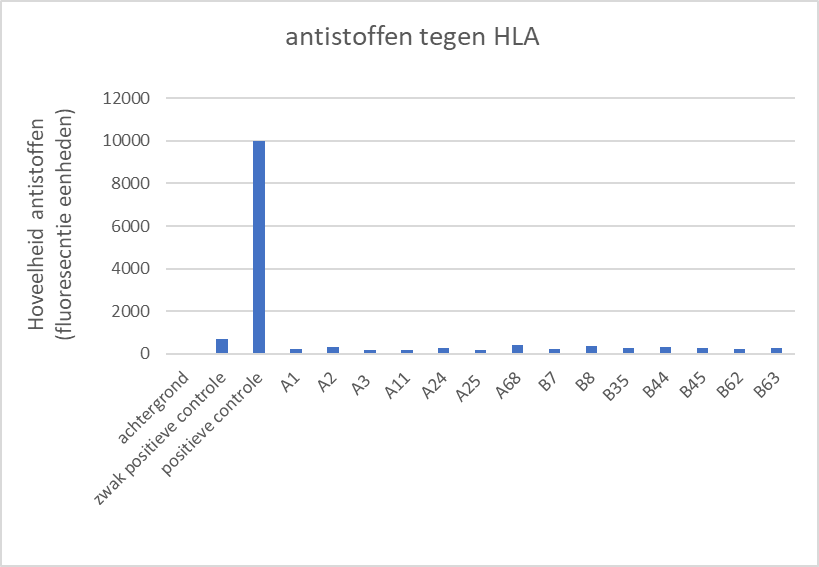 antistoffen tegen HLA
Hoveelheid antistoffen
(fluoresecntie eenheden)
12000
10000
8000
6000
4000
2000
0
achtergrond
zwak positieve controle
positieve controle
A1
A2
A3
A11
A24
A25
A68
B7
B8
B35
B44
B45
B62
B63